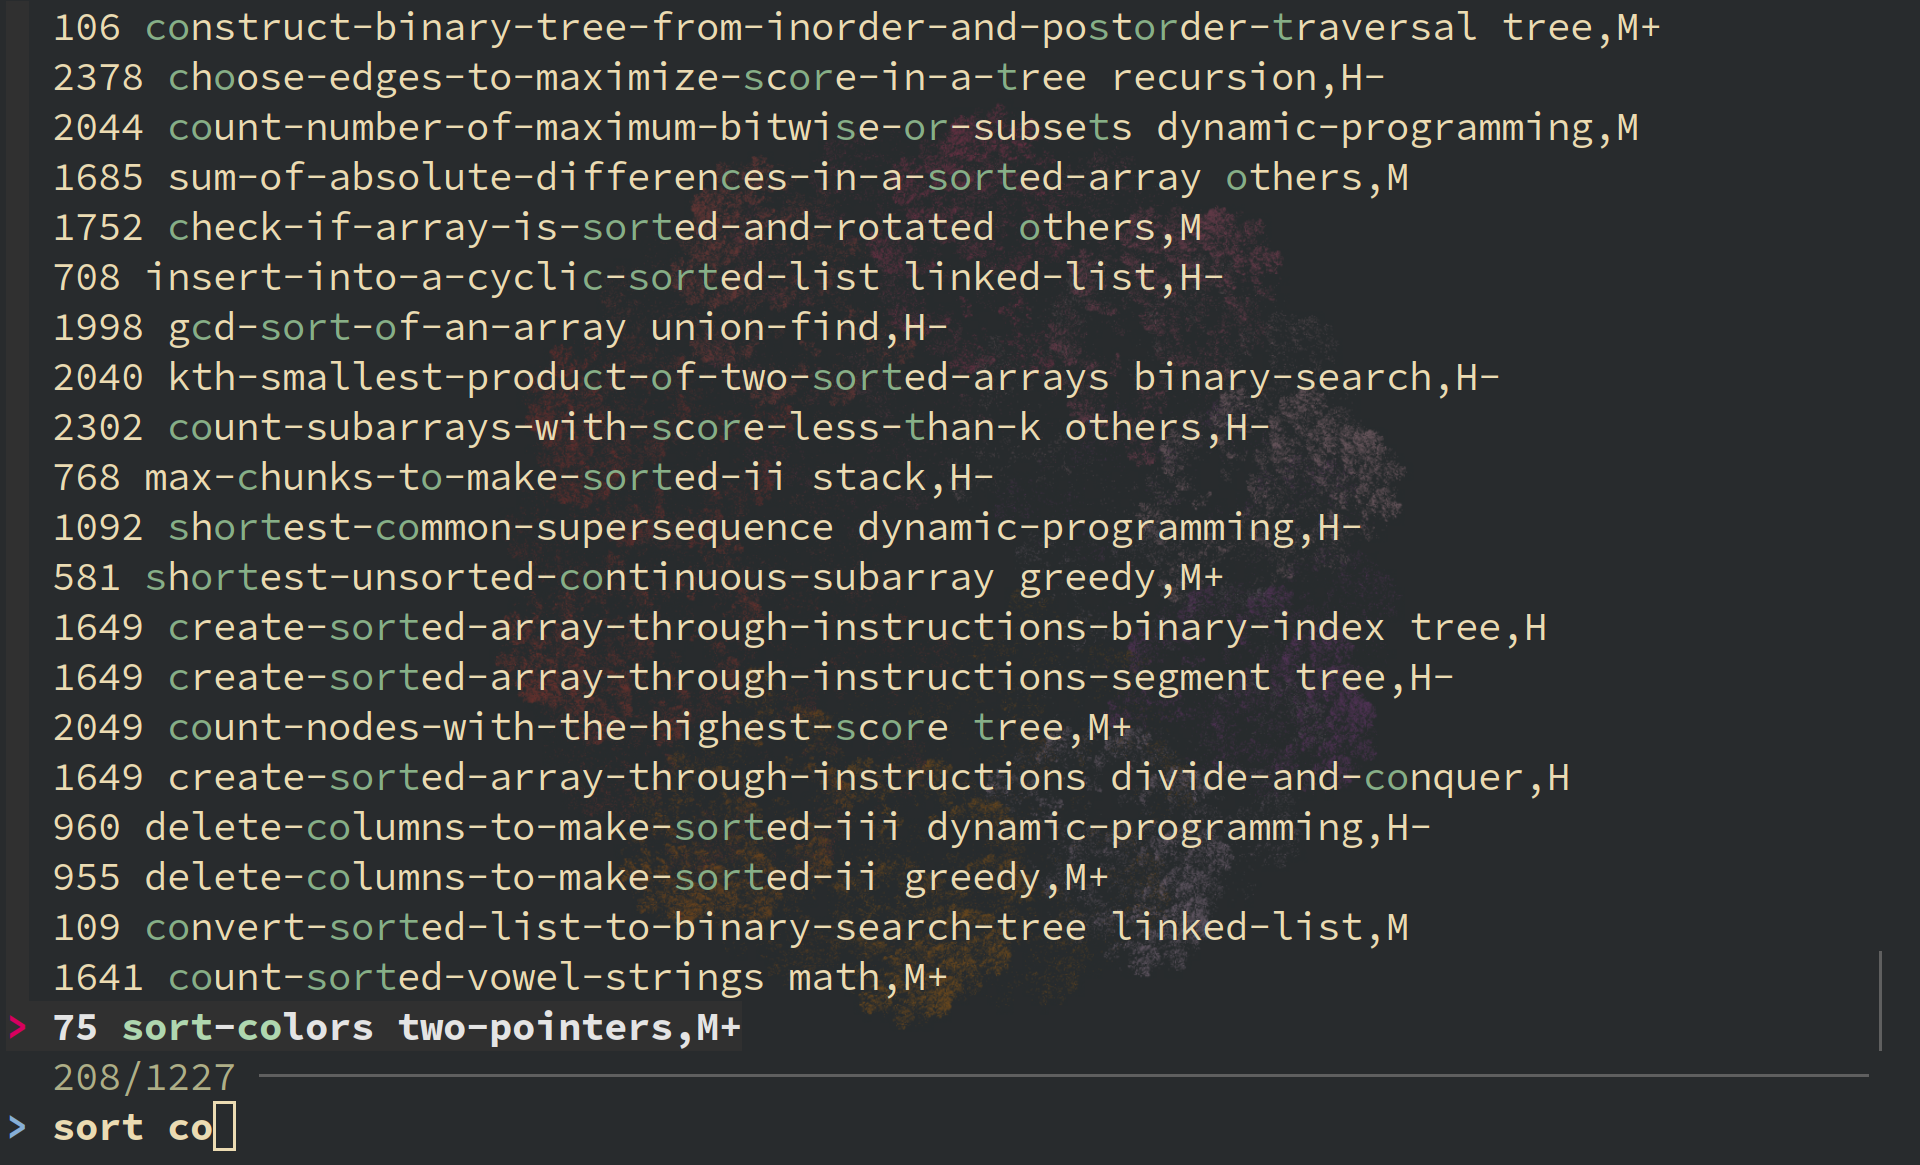 106 construct-binary-tree-from-inorder-and-postorder-traversal tree,M+
2378 choose-edges-to-maximize-score-in-a-tree recursion,H-
2044 count-number-of-maximum-bitwise-or-subsets dynamic-programming,M
1685 sum-of-absolute-differences-in-a-sorted-array others,M
1752 check-if-array-is-sorted-and-rotated others,M
708 insert-into-a-cyclic-sorted-list linked-list,H-
1998 gcd-sort-of-an-array union-find,H-
2040 kth-smallest-product-of-two-sorted-arrays binary-search,H-
2302 count-subarrays-with-score-less-than-k others,H-
768 max-chunks-to-make-sorted-ii stack,H-
1092 shortest-common-supersequence dynamic-programming,H-
581 shortest-unsorted-continuous-subarray greedy,M+
1649 create-sorted-array-through-instructions-binary-index tree,H
1649 create-sorted-array-through-instructions-segment tree,H-
2049 count-nodes-with-the-highest-score tree,M+
1649 create-sorted-array-through-instructions divide-and-conquer,H
960 delete-columns-to-make-sorted-iii dynamic-programming,H-
955 delete-columns-to-make-sorted-ii greedy,M+
109 convert-sorted-list-to-binary-search-tree linked-list,M
1641 count-sorted-vowel-strings math,M+
> 75 sort-colors two-pointers,M+
208/1227
> sort co